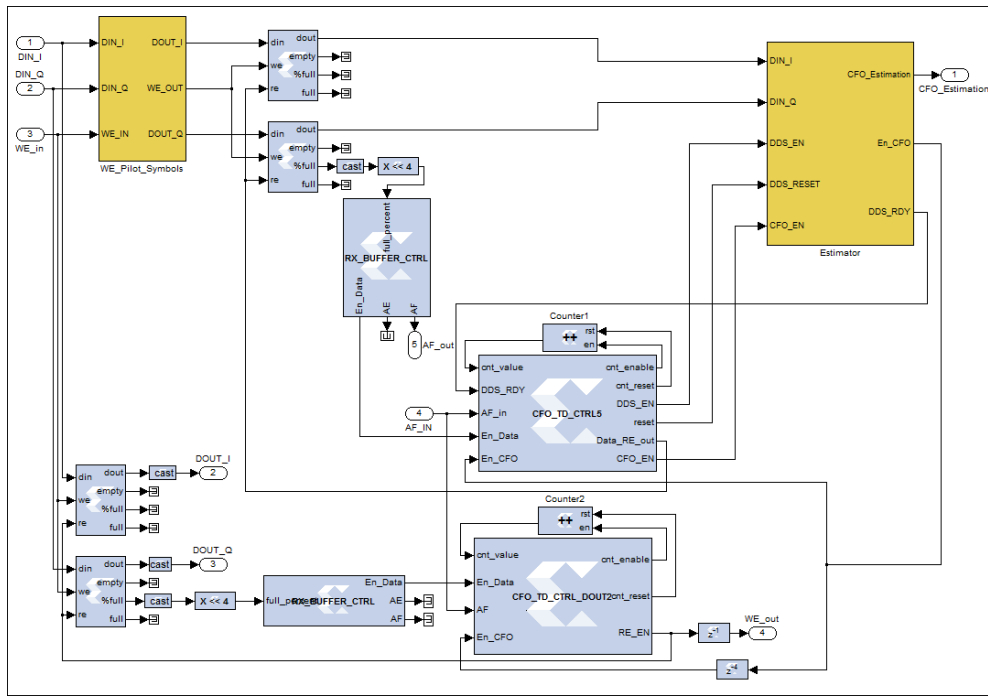 1
DIN_I
DIN_Q
2
3
WE_in
DIN_I
DOUT_I
DIN_Q
WE_OUT
WE_IN
DOUT_Q
WE_Pilot_Symbols
din
we
re
dout
empty
%full
full
din
we
re
dout
empty
%full
full
cast
X << 4
DIN_I
DIN_Q
DDS_EN
DDS_RESET
CFO_EN
CFO_Estimation
En_CFO
DDS_RDY
Estimator
1
CFO_Estimation
full_percent
RX_BUFFER_CTRL
En_Data
AE
AF
5
AF_out
Counter1
++
rst
en
cnt_value
DDS_RDY
AF_in
En_Data
En_CFO
CFO_TD_CTRL5
cnt_enable
cnt_reset
DDS_EN
reset
Data_RE_out
CFO_EN
4
AF_IN
din
we
re
dout
empty
%full
full
cast
DOUT_I
2
din
we
re
dout
empty
%full
full
cast
DOUT_Q
3
cast
X << 4
full_percent
RX_BUFFER_CTRL
En_Data
AE
AF
Counter2
++
rst
en
cnt_value
En_Data
AF
En_CFO
CFO_TD_CTRL_DOUT2
cnt_enable
cnt_reset
RE_EN
z-1
WE_out
4
z-4